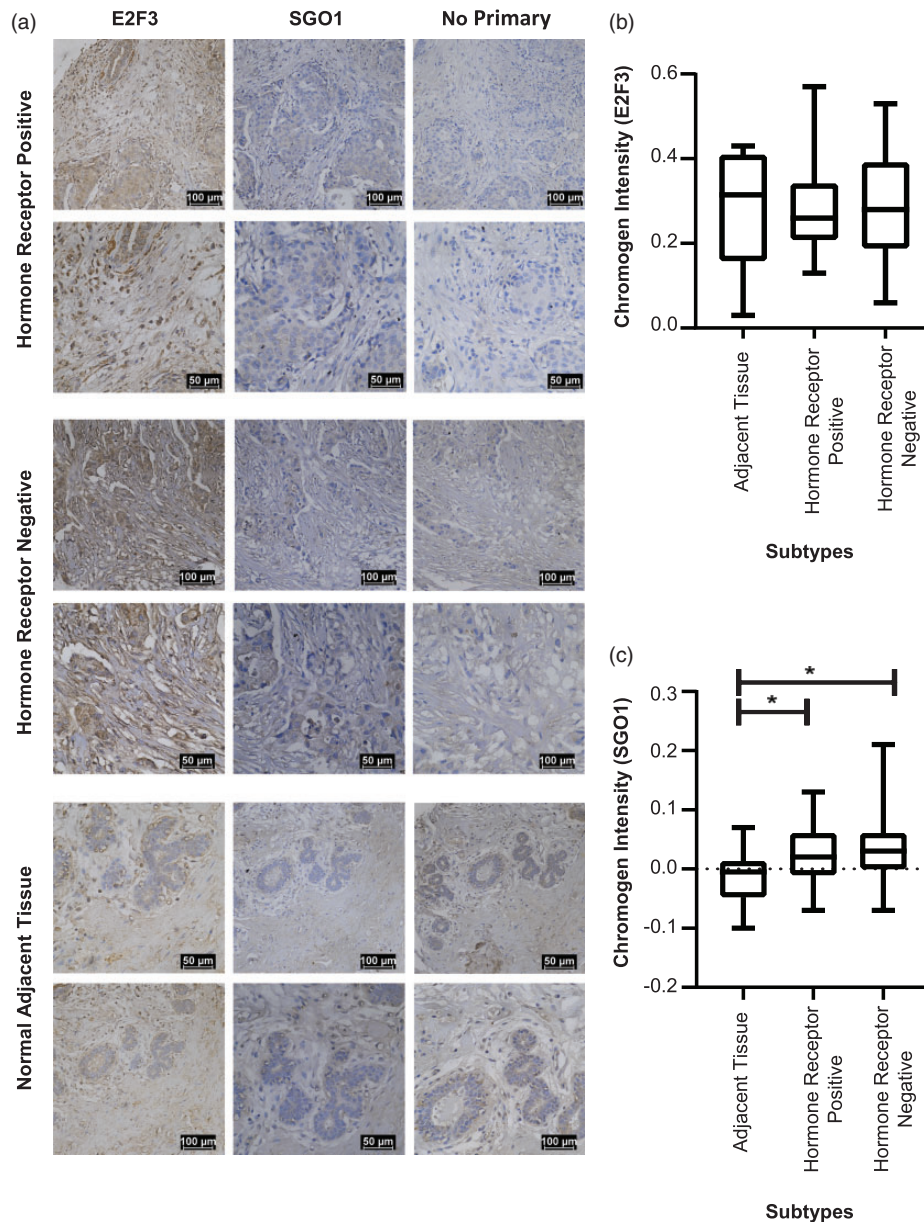 (a)
E2F3 SGO1 No Primary
Hormone Receptor Positive
100 µm 100 µm 100 µm
50 µm 50 µm 50 µm
Hormone Receptor Negative
100 µm 100 µm 100 µm
50 µm 50 µm 50 µm
Normal Adjacent Tissue
50 µm 100 µm 50 µm
100 µm 50 µm 100 µm
(b)
Chromogen Intensity (E2F3)
0.6
0.4
0.2
0.0
Adjacent Tissue
Hormone Receptor
Positive
Hormone Receptor
Negative
Subtypes
(c)
Chromogen Intensity (SGO1)
0.3
0.2
0.1
0.0
-0.1
-0.2
*
*
Adjacent Tissue
Hormone Receptor
Positive
Hormone Receptor
Negative
Subtypes